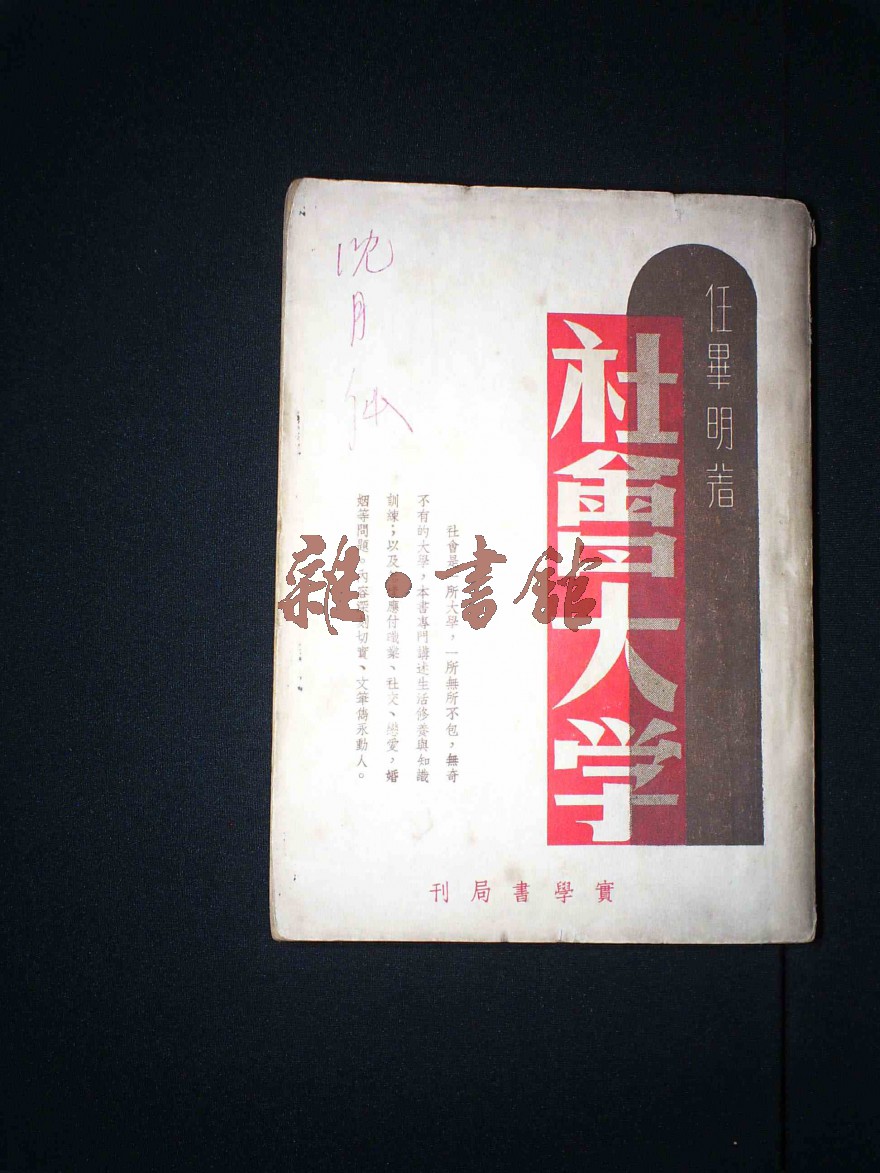 任畢明著
社會大学
社會是一所大學，一所無所不包，無奇
不有的大學，本書專門講述生活修養與知識
訓練；以及應付職業、社交、戀愛，婚
姻等問題。內容深刻切實、文筆雋永動人。
實學書局刊
沈月
雜·書館